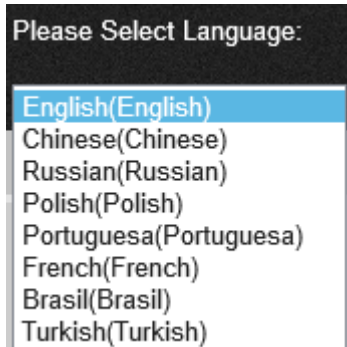 Please Select Language:
English(English)
Chinese(Chinese)
Russian(Russian)
Polish(Polish)
Portuguesa(Portuguesa)
French(French)
Brasil(Brasil)
Turkish(Turkish)